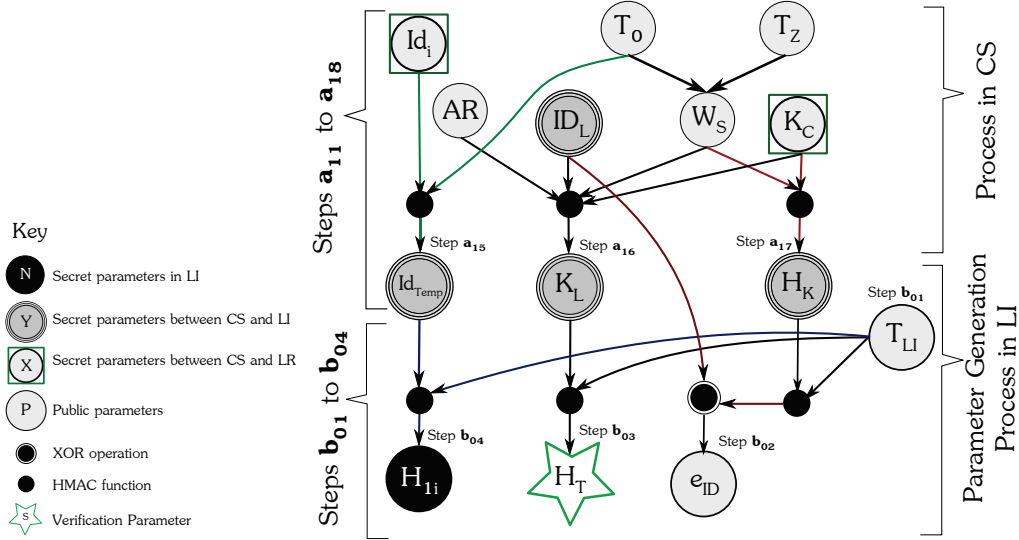 Id_i
T_0
T_Z
AR
ID_L
W_S
K_C
Step a_15
Step a_16
Step a_17
Id_Temp
K_L
H_K
Step b_01
T_LI
Step b_04
Step b_03
Step b_02
H_1i
H_T
e_ID
Steps a_11 to a_18
Steps b_01 to b_04
Process in CS
Parameter Generation
Process in LI
Key
N Secret parameters in LI
Y Secret parameters between CS and LI
X Secret parameters between CS and LR
P Public parameters
XOR operation
HMAC function
S Verification Parameter